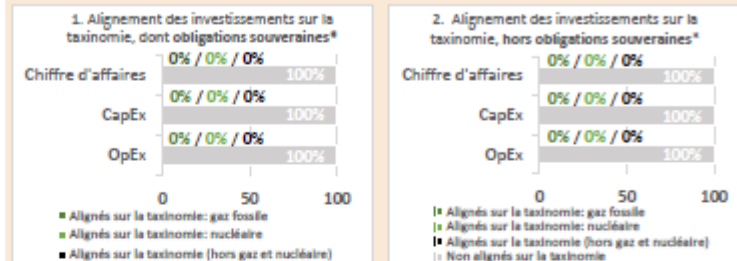 1. Alignement des investissements sur la
taxinomie, dont obligations souveraines*
0% / 0% / 0%
Chiffre d'affaires
100%
0% / 0% / 0%
CapEx
100%
0% / 0% / 0%
OpEx
100%
0 50 100
Alignés sur la taxinomie: gaz fossile
Alignés sur la taxinomie: nucléaire
Alignés sur la taxinomie (hors gaz et nucléaire)
2. Alignement des investissements sur la
taxinomie, hors obligations souveraines*
0% / 0% / 0%
Chiffre d'affaires
100%
0% / 0% / 0%
CapEx
100%
0% / 0% / 0%
OpEx
100%
0 50 100
Alignés sur la taxinomie: gaz fossile
Alignés sur la taxinomie: nucléaire
Alignés sur la taxinomie (hors gaz et nucléaire)
Non alignés sur la taxinomie